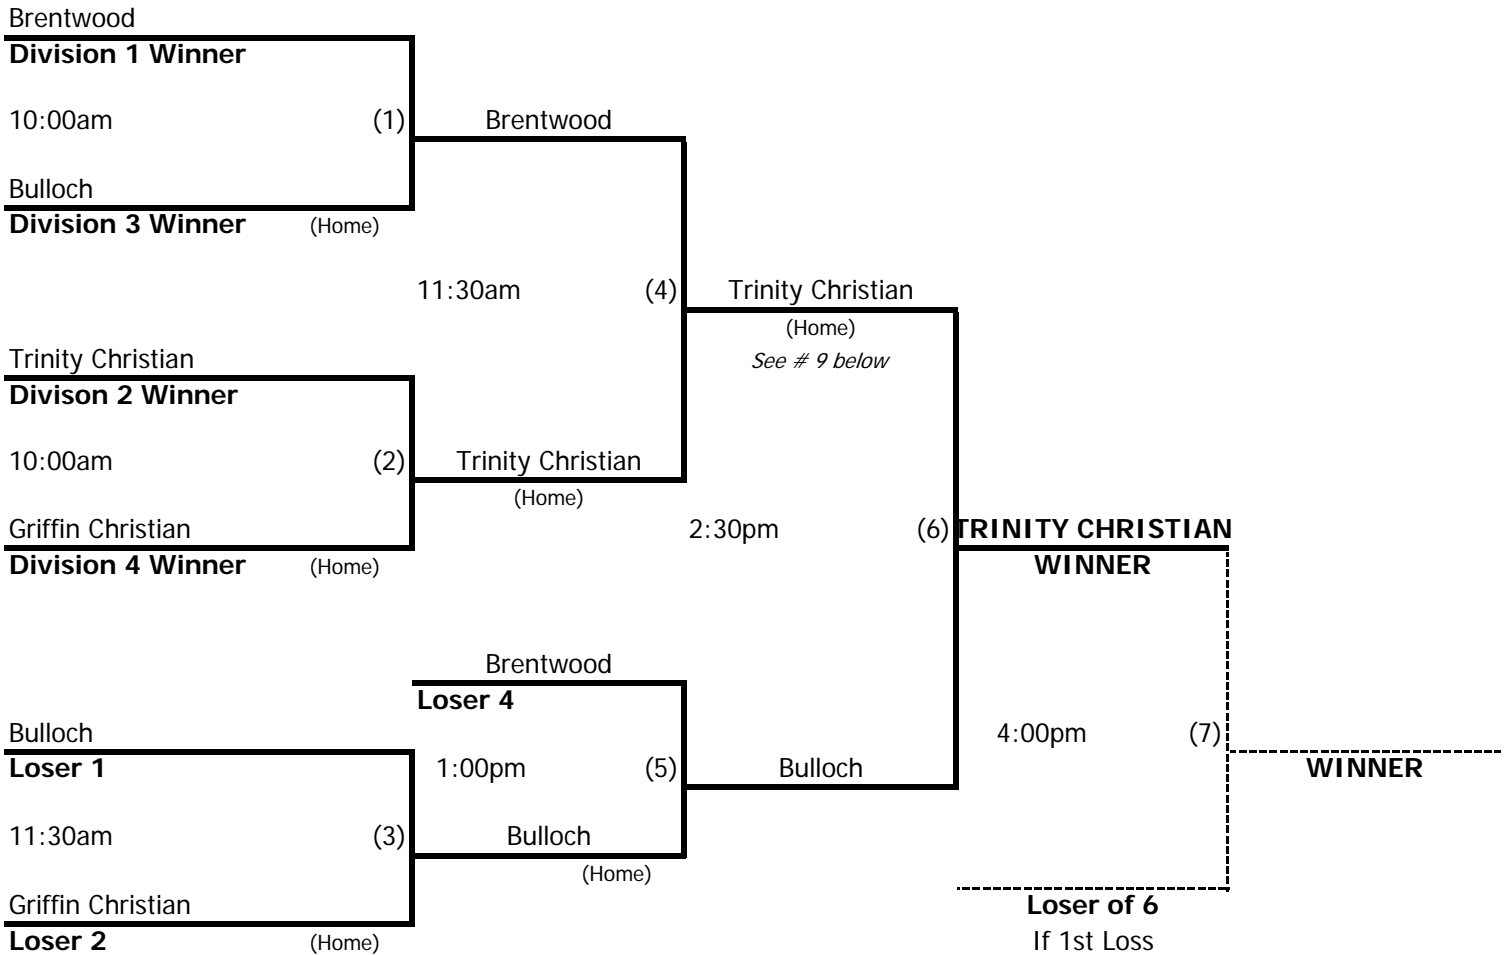 Brentwood
Division 1 Winner
10:00am (1) Brentwood
Bulloch
Division 3 Winner (Home)
11:30am (4) Trinity Christian
(Home)
Trinity Christian See # 9 below
Divison 2 Winner
10:00am (2) Trinity Christian
(Home)
Griffin Christian 2:30pm (6) TRINITY CHRISTIAN
Division 4 Winner (Home) WINNER
Brentwood
Loser 4
Bulloch 4:00pm (7)
Loser 1 1:00pm (5) Bulloch WINNER
11:30am (3) Bulloch
(Home)
Griffin Christian Loser of 6
Loser 2 (Home) If 1st Loss